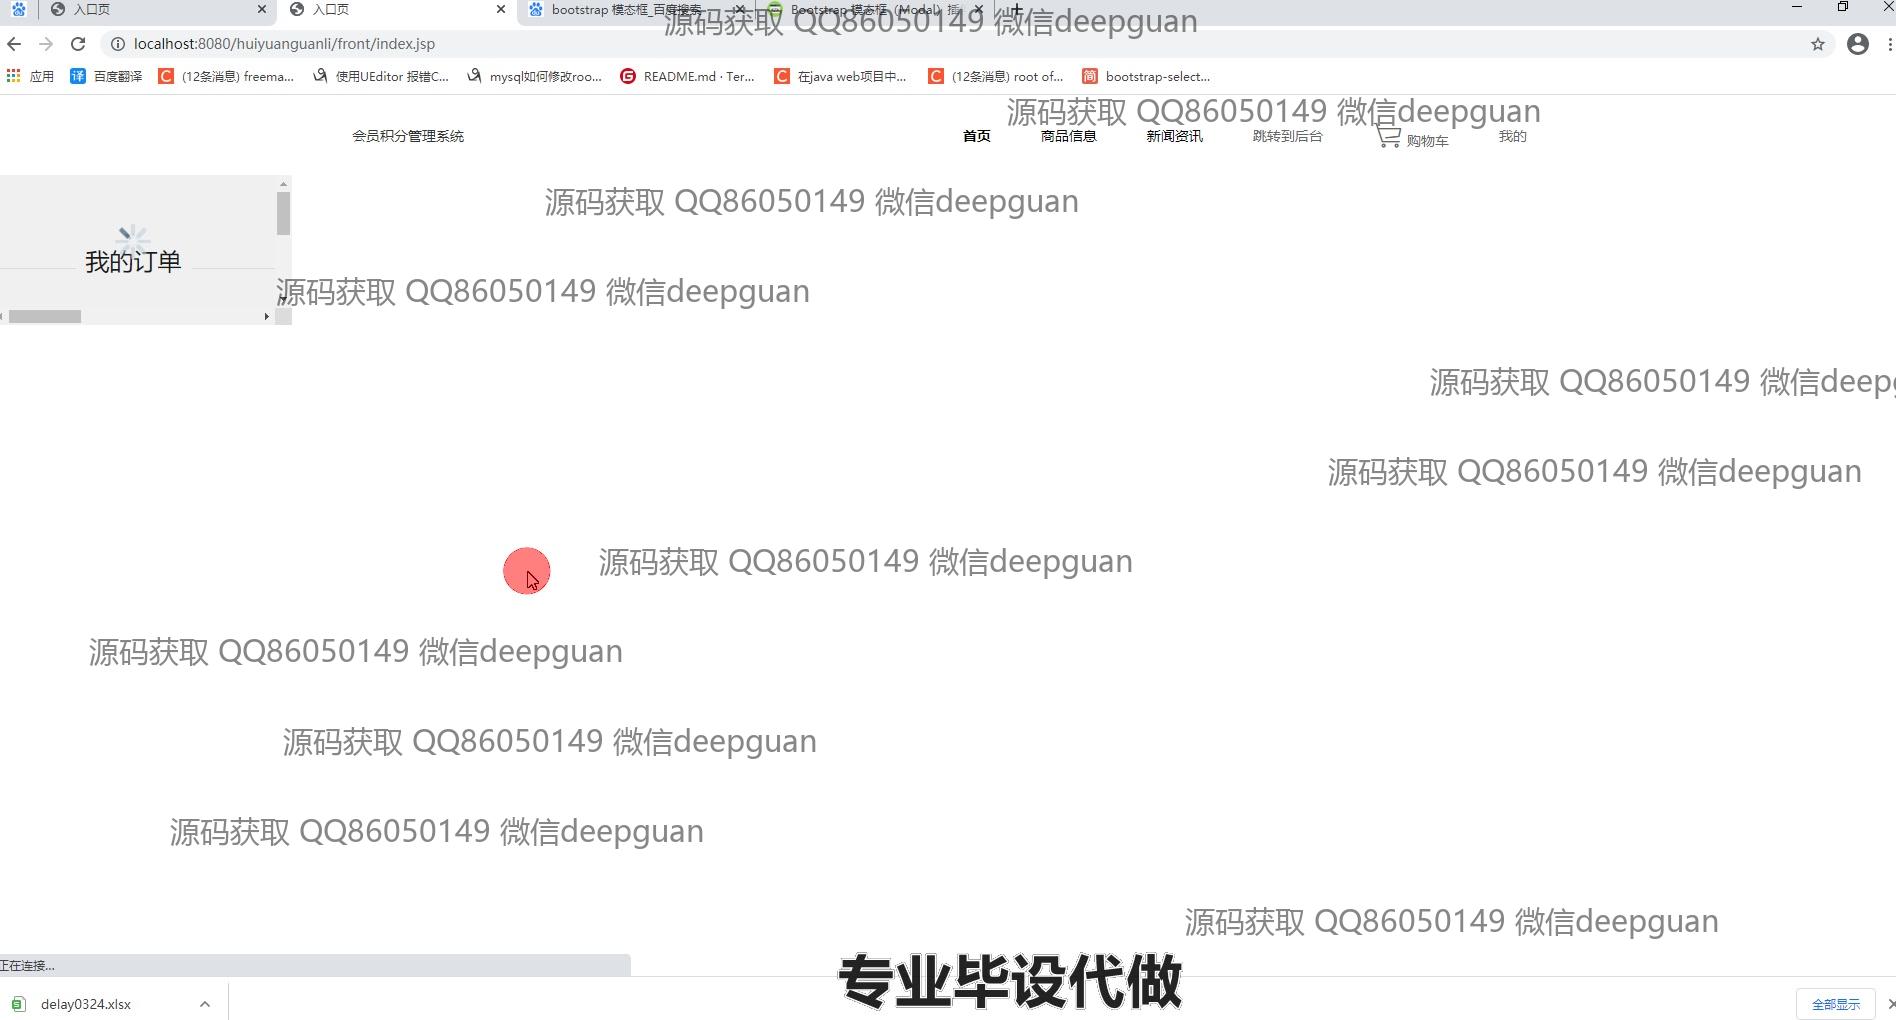 入口页
入口页
bootstrap 模态框_百度搜索
Bootstrap 模态框（Modal）插
源码获取 QQ86050149 微信deepguan
localhost:8080/huiyuanguanli/front/index.jsp
应用
百度翻译
(12条消息) freema...
使用UEditor 报错C...
mysql如何修改roo...
README.md · Ter...
在java web项目中...
(12条消息) root of...
bootstrap-select...
源码获取 QQ86050149 微信deepguan
会员积分管理系统
首页
商品信息
新闻资讯
跳转到后台
购物车
我的
源码获取 QQ86050149 微信deepguan
我的订单
源码获取 QQ86050149 微信deepguan
源码获取 QQ86050149 微信deep
源码获取 QQ86050149 微信deepguan
源码获取 QQ86050149 微信deepguan
源码获取 QQ86050149 微信deepguan
源码获取 QQ86050149 微信deepguan
源码获取 QQ86050149 微信deepguan
源码获取 QQ86050149 微信deepguan
正在连接...
专业毕设代做
delay0324.xlsx
全部显示